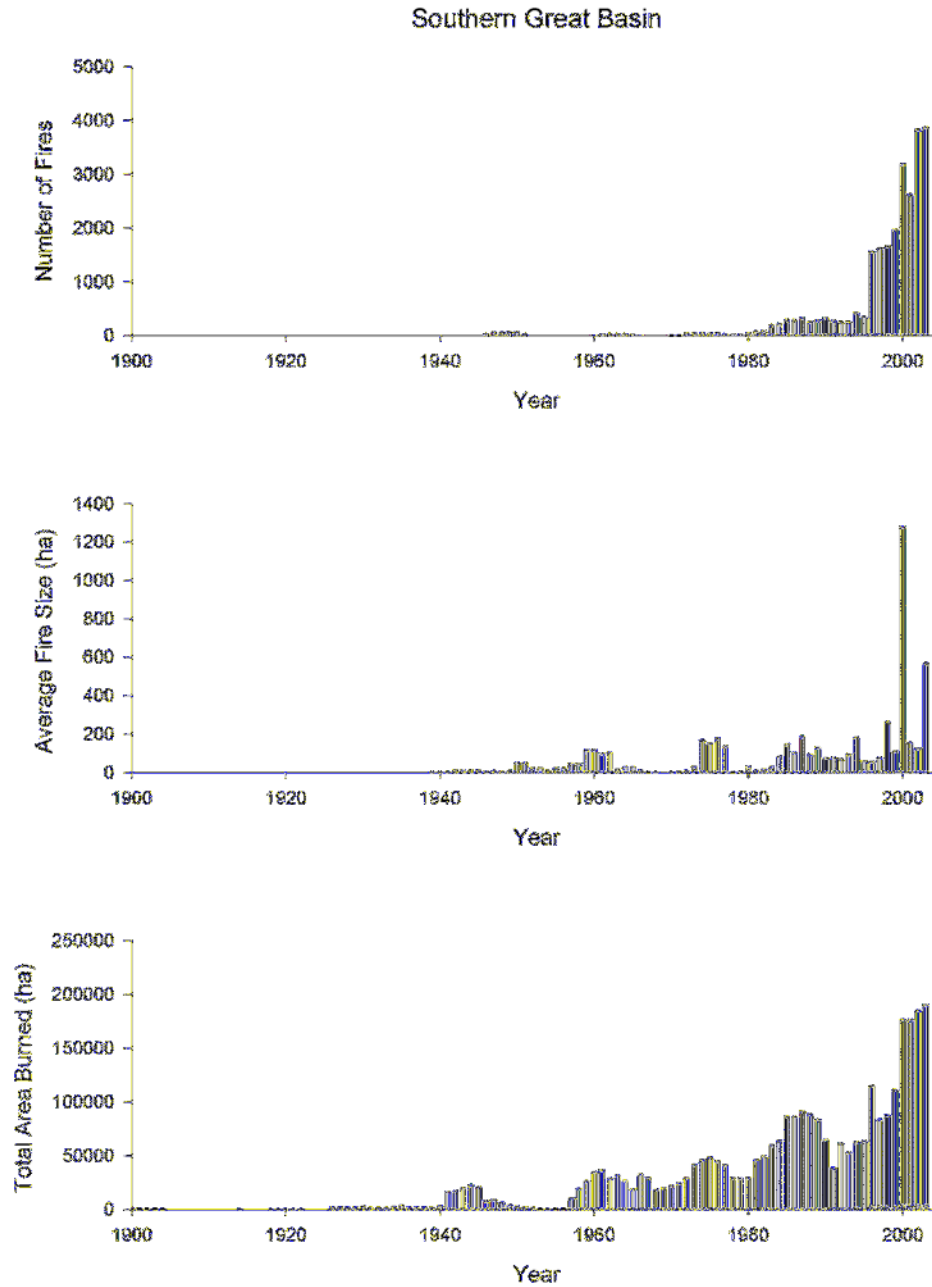 Southern Great Basin
Number of Fires
5000
4000
3000
2000
1000
0
1900 1920 1940 1960 1980 2000
Year
Average Fire Size (ha)
1400
1200
1000
800
600
400
200
0
1900 1920 1940 1960 1980 2000
Year
Total Area Burned (ha)
250000
200000
150000
100000
50000
0
1900 1920 1940 1960 1980 2000
Year